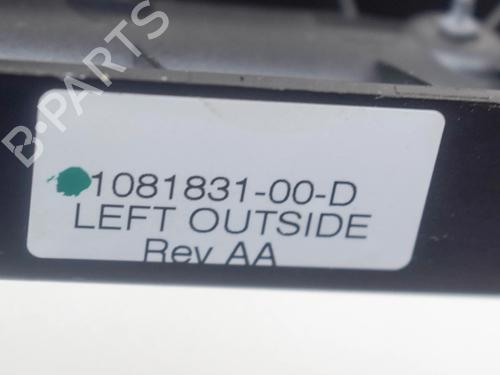 1081831-00-D
LEFT OUTSIDE
Rev AA
B-PARTS